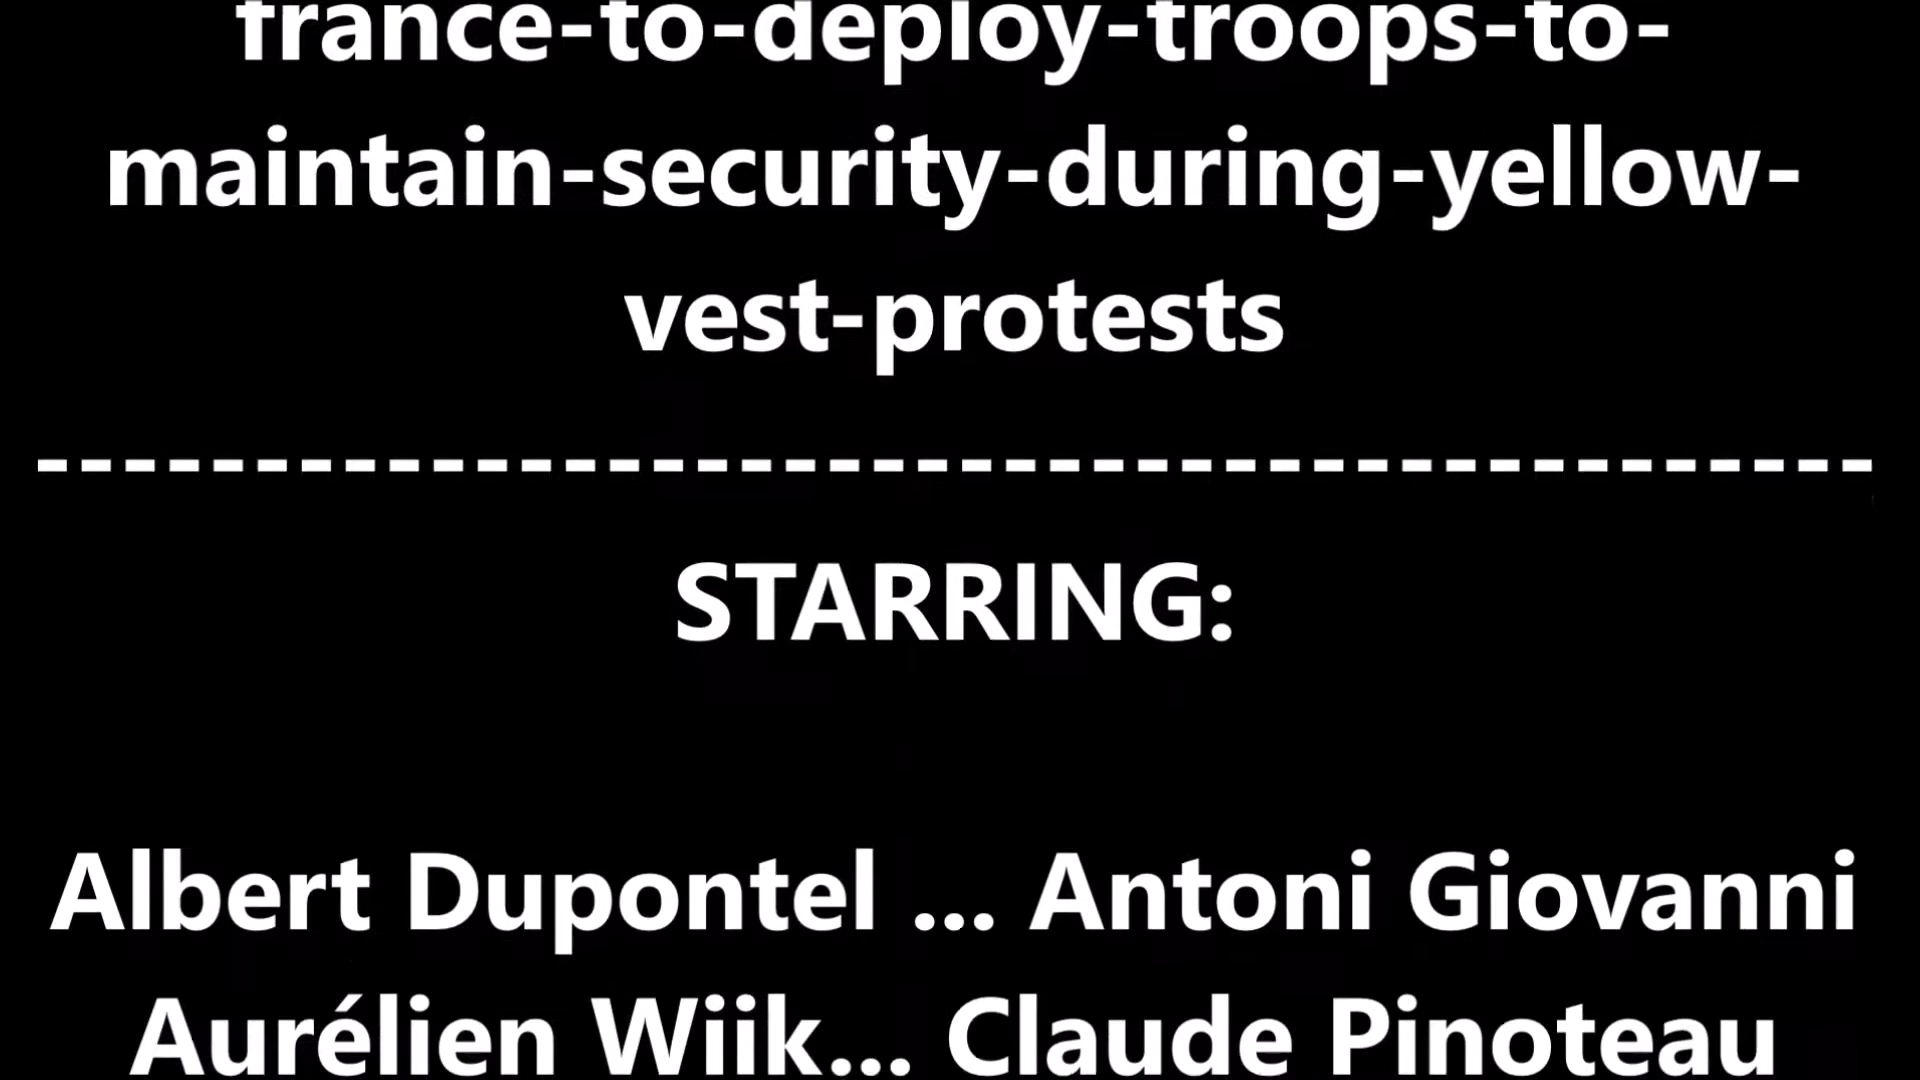 france-to-deploy-troops-to-
maintain-security-during-yellow-
vest-protests
------------------------------------------
STARRING:
Albert Dupontel ... Antoni Giovanni
Aurélien Wiik... Claude Pinoteau